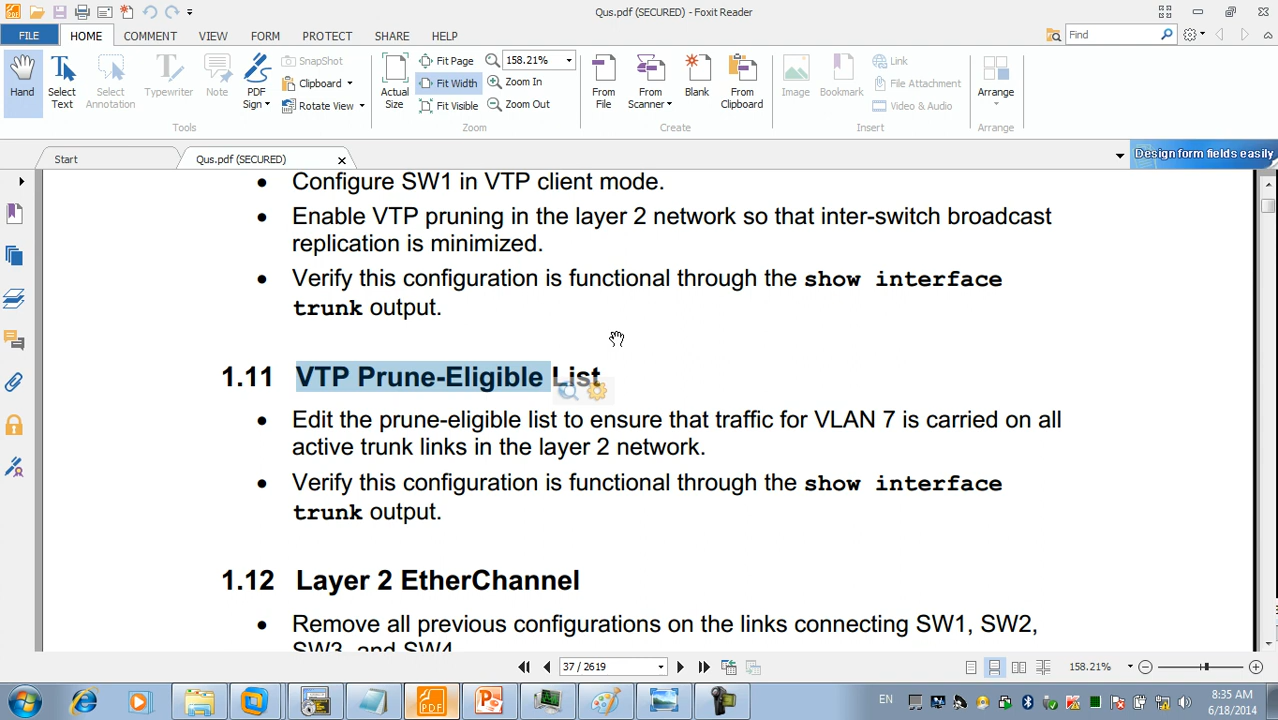 Qus.pdf (SECURED) - Foxit Reader
FILE HOME COMMENT VIEW FORM PROTECT SHARE HELP
Find
Hand
Select Text
Select Annotation
Typewriter
Note
PDF Sign
SnapShot
Clipboard
Rotate View
Tools
Actual Size
Fit Page
Fit Width
Fit Visible
158.21%
Zoom In
Zoom Out
Zoom
From File
From Scanner
Blank
From Clipboard
Create
Image
Bookmark
Link
File Attachment
Video & Audio
Insert
Arrange
Arrange
Start
Qus.pdf (SECURED)
Design form fields easily
• Configure SW1 in VTP client mode.
• Enable VTP pruning in the layer 2 network so that inter-switch broadcast
replication is minimized.
• Verify this configuration is functional through the show interface
trunk output.
1.11 VTP Prune-Eligible List
• Edit the prune-eligible list to ensure that traffic for VLAN 7 is carried on all
active trunk links in the layer 2 network.
• Verify this configuration is functional through the show interface
trunk output.
1.12 Layer 2 EtherChannel
• Remove all previous configurations on the links connecting SW1, SW2,
SW3, and SW4.
37 / 2619
158.21%
PDF
EN
8:35 AM
6/18/2014